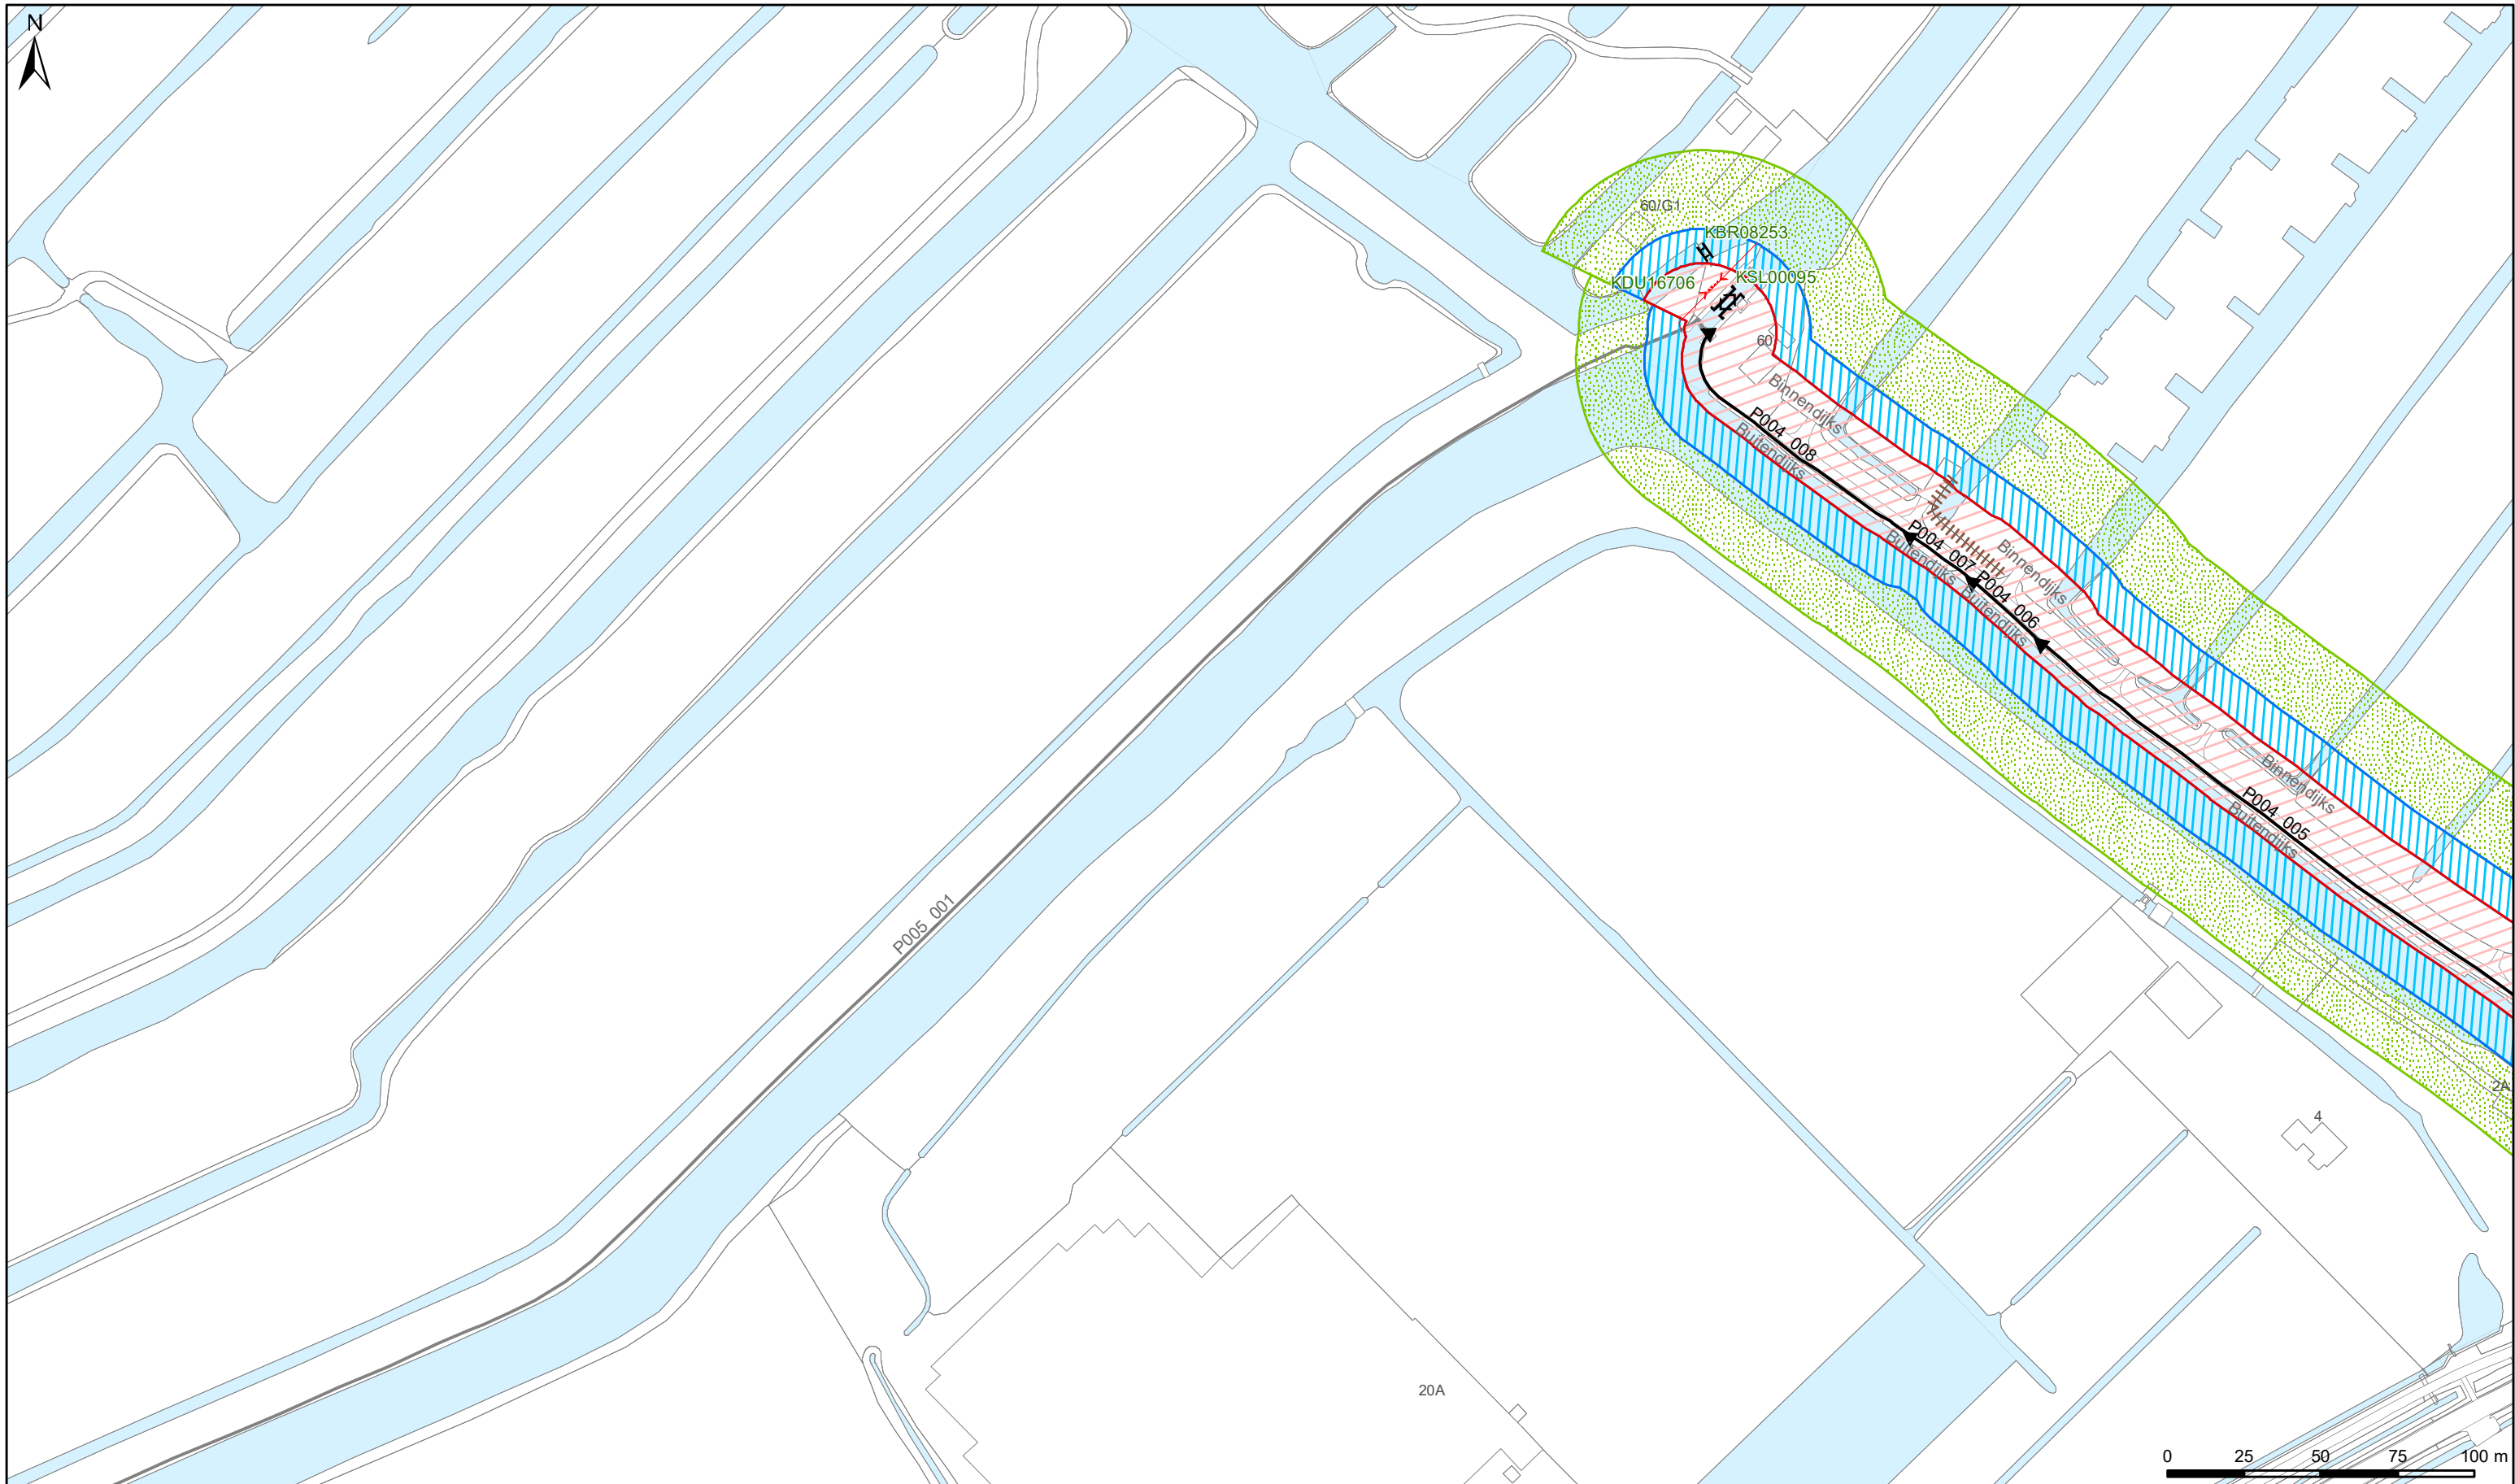 N
60/G1
KBR08253
KDU16706
KSL00095
60
Binnendijks
P004_008
Buitendijks
P004_007
Buitendijks
Binnendijks
P004_006
Buitendijks
Binnendijks
P004_005
Buitendijks
P005_001
2A
4
20A
0 25 50 75 100 m